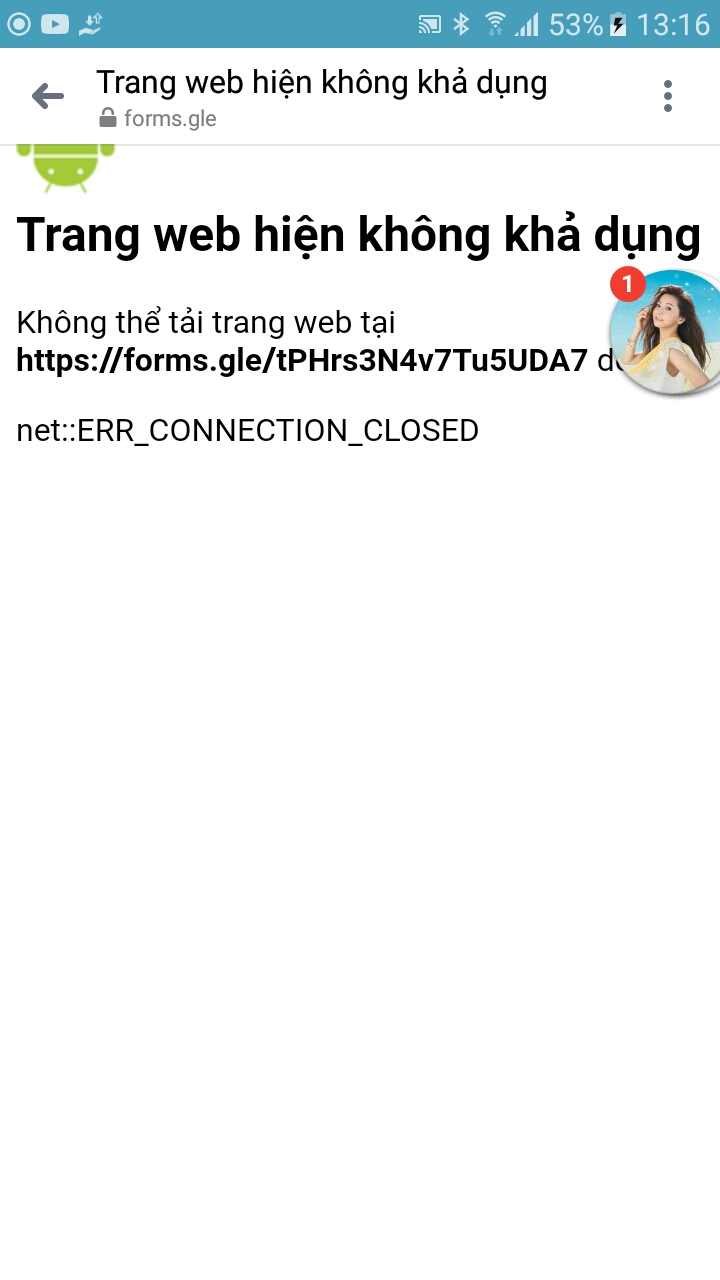 53% 13:16
Trang web hiện không khả dụng
forms.gle
Trang web hiện không khả dụng
1
Không thể tải trang web tại
https://forms.gle/tPHrs3N4v7Tu5UDA7
net::ERR_CONNECTION_CLOSED